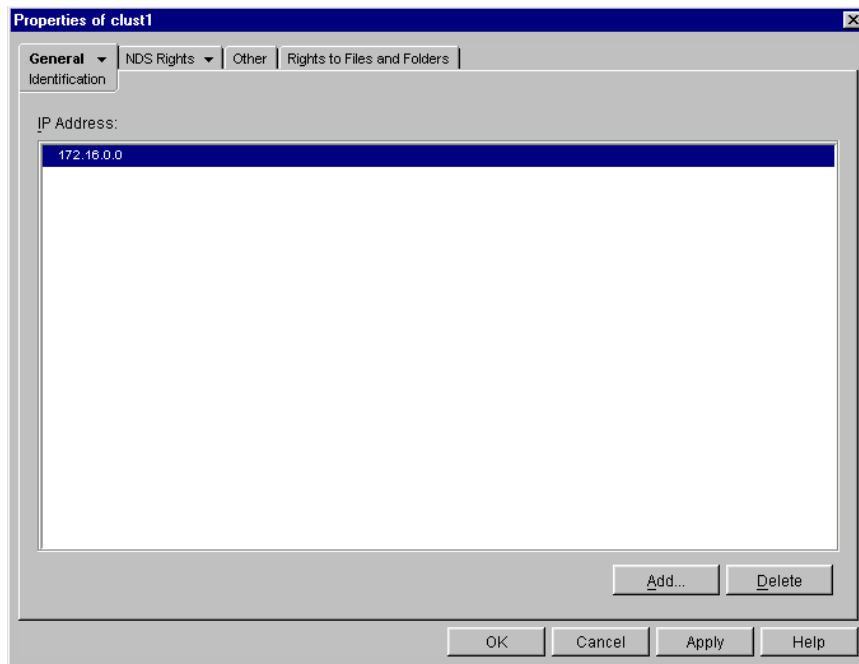 Properties of clust1
General NDS Rights Other Rights to Files and Folders
Identification
IP Address:
172.16.0.0
Add... Delete
OK Cancel Apply Help